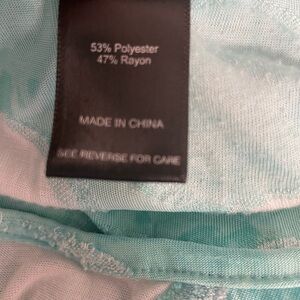 53% Polyester
47% Rayon
MADE IN CHINA
SEE REVERSE FOR CARE